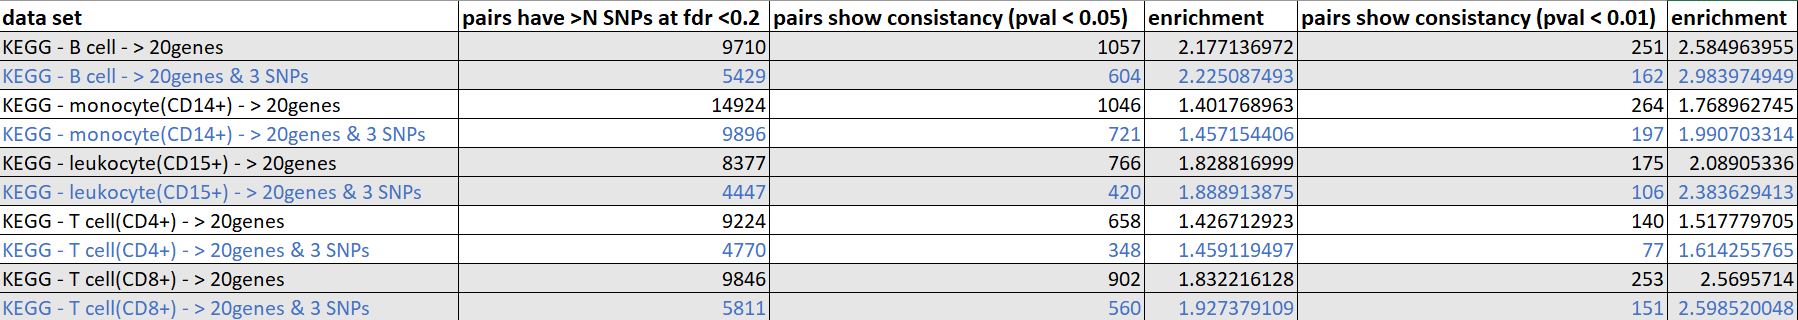 data set pairs have >N SNPs at fdr <0.2 pairs show consistancy (pval < 0.05) enrichment pairs show consistancy (pval < 0.01) enrichment
KEGG - B cell - > 20genes 9710 1057 2.177136972 251 2.584963955
KEGG - B cell - > 20genes & 3 SNPs 5429 604 2.225087493 162 2.983974949
KEGG - monocyte(CD14+) - > 20genes 14924 1046 1.401768963 264 1.768962745
KEGG - monocyte(CD14+) - > 20genes & 3 SNPs 9896 721 1.457154406 197 1.990703314
KEGG - leukocyte(CD15+) - > 20genes 8377 766 1.828816999 175 2.08905336
KEGG - leukocyte(CD15+) - > 20genes & 3 SNPs 4447 420 1.888913875 106 2.383629413
KEGG - T cell(CD4+) - > 20genes 9224 658 1.426712923 140 1.517779705
KEGG - T cell(CD4+) - > 20genes & 3 SNPs 4770 348 1.459119497 77 1.614255765
KEGG - T cell(CD8+) - > 20genes 9846 902 1.832216128 253 2.5695714
KEGG - T cell(CD8+) - > 20genes & 3 SNPs 5811 560 1.927379109 151 2.598520048